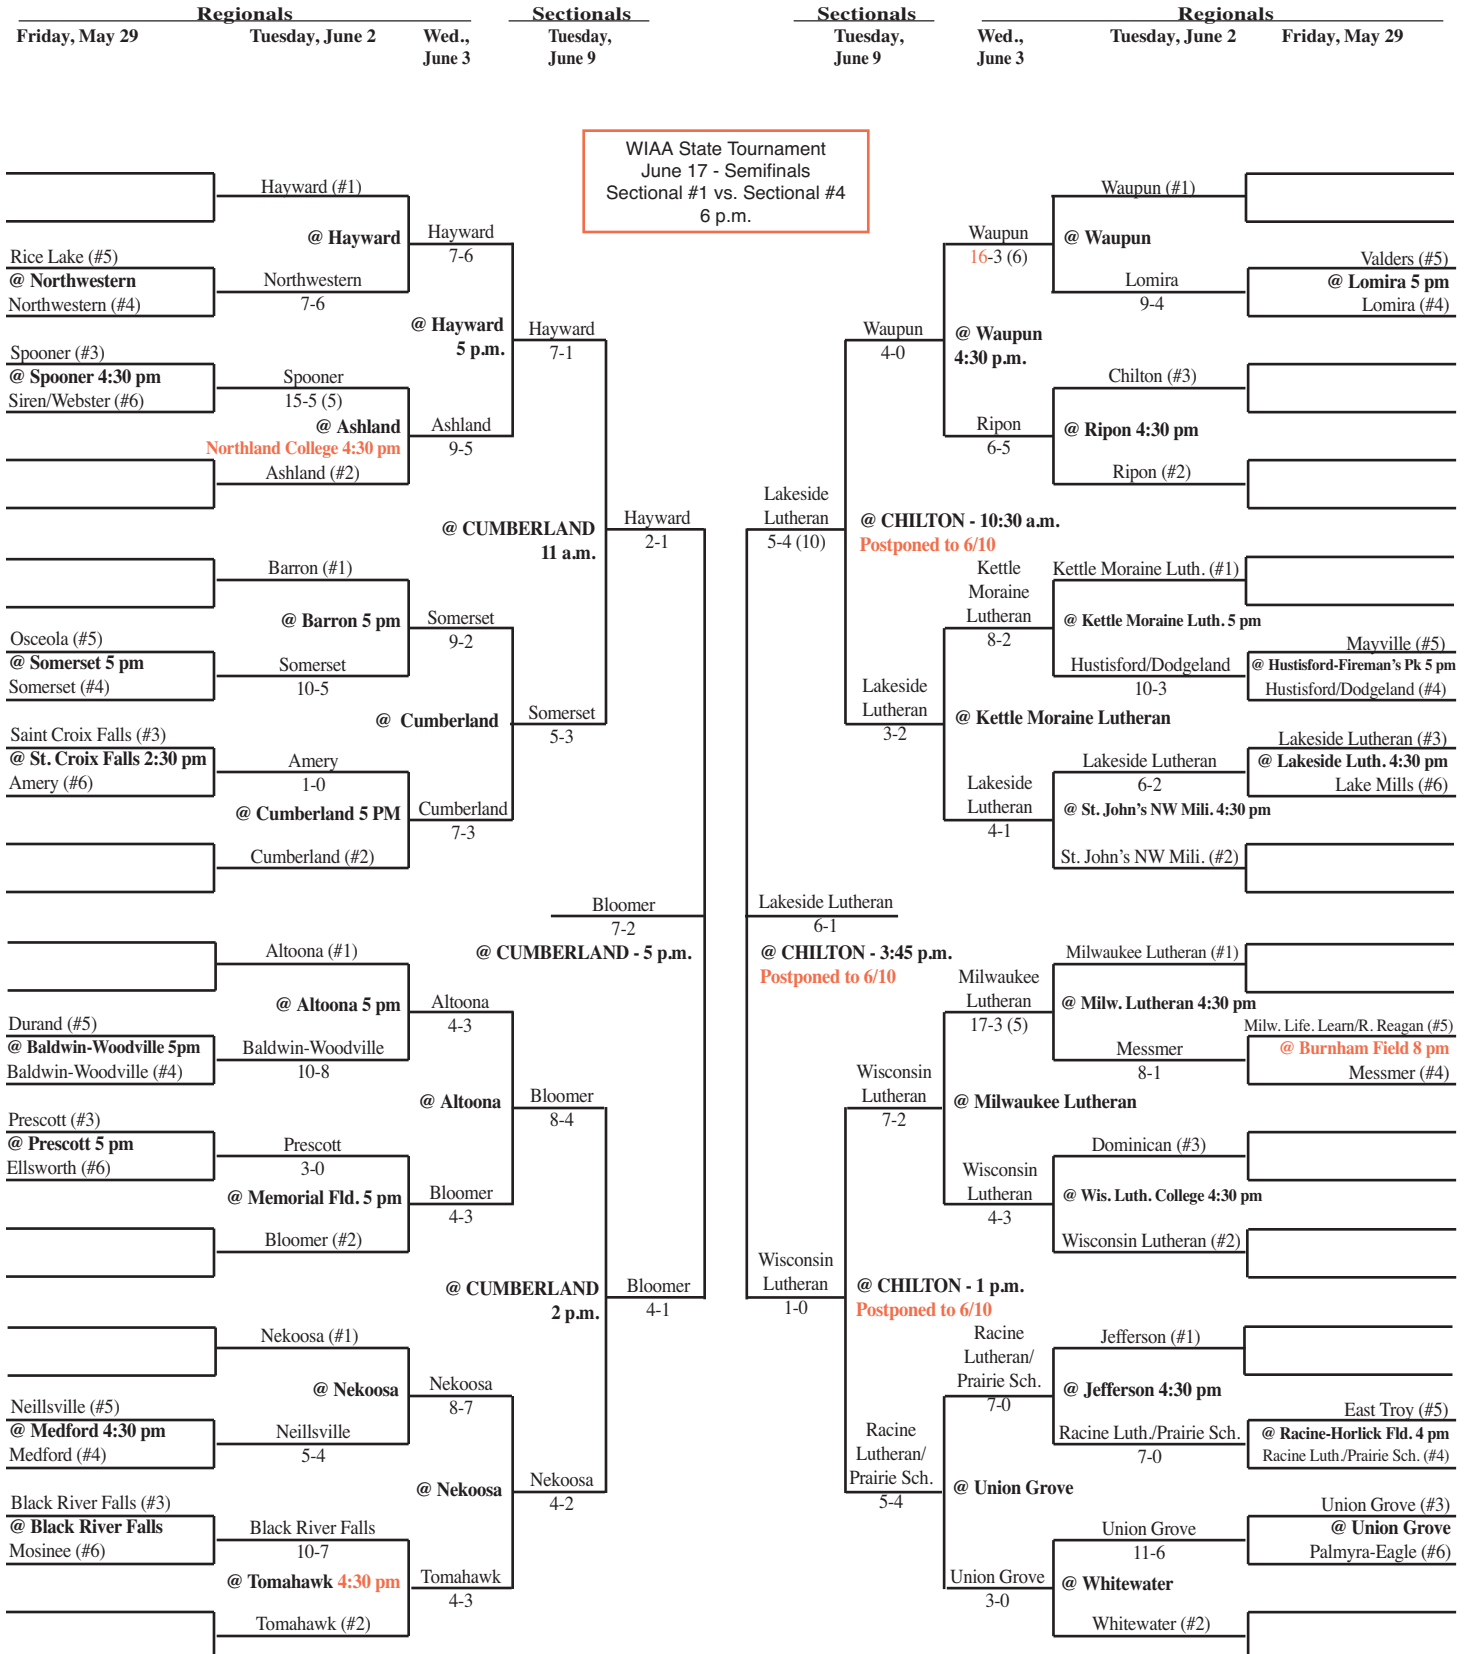 Regionals
Sectionals
Sectionals
Regionals
Friday, May 29
Tuesday, June 2
Wed.,
June 3
Tuesday,
June 9
Tuesday,
June 9
Wed.,
June 3
Tuesday, June 2
Friday, May 29
WIAA State Tournament
June 17 - Semifinals
Sectional #1 vs. Sectional #4
6 p.m.
Hayward (#1)
@ Hayward
Hayward
7-6
Rice Lake (#5)
@ Northwestern
Northwestern (#4)
Northwestern
7-6
@ Hayward
5 p.m.
Hayward
7-1
Spooner (#3)
@ Spooner 4:30 pm
Siren/Webster (#6)
Spooner
15-5 (5)
@ Ashland
Northland College 4:30 pm
Ashland
9-5
Ashland (#2)
@ CUMBERLAND
11 a.m.
Hayward
2-1
Barron (#1)
@ Barron 5 pm
Somerset
9-2
Osceola (#5)
@ Somerset 5 pm
Somerset (#4)
Somerset
10-5
@ Cumberland
Somerset
5-3
Saint Croix Falls (#3)
@ St. Croix Falls 2:30 pm
Amery (#6)
Amery
1-0
@ Cumberland 5 PM
Cumberland
7-3
Cumberland (#2)
Bloomer
7-2
@ CUMBERLAND - 5 p.m.
Altoona (#1)
@ Altoona 5 pm
Altoona
4-3
Durand (#5)
@ Baldwin-Woodville 5pm
Baldwin-Woodville (#4)
Baldwin-Woodville
10-8
@ Altoona
Bloomer
8-4
Prescott (#3)
@ Prescott 5 pm
Ellsworth (#6)
Prescott
3-0
@ Memorial Fld. 5 pm
Bloomer
4-3
Bloomer (#2)
@ CUMBERLAND
2 p.m.
Bloomer
4-1
Nekoosa (#1)
@ Nekoosa
Nekoosa
8-7
Neillsville (#5)
@ Medford 4:30 pm
Medford (#4)
Neillsville
5-4
@ Nekoosa
Nekoosa
4-2
Black River Falls (#3)
@ Black River Falls
Mosinee (#6)
Black River Falls
10-7
@ Tomahawk 4:30 pm
Tomahawk
4-3
Tomahawk (#2)
Waupun (#1)
Waupun
16-3 (6)
@ Waupun
Valders (#5)
@ Lomira 5 pm
Lomira (#4)
Lomira
9-4
Waupun
4-0
@ Waupun
4:30 p.m.
Chilton (#3)
Ripon
6-5
@ Ripon 4:30 pm
Ripon (#2)
Lakeside
Lutheran
5-4 (10)
@ CHILTON - 10:30 a.m.
Postponed to 6/10
Kettle
Moraine
Lutheran
8-2
Kettle Moraine Luth. (#1)
@ Kettle Moraine Luth. 5 pm
Mayville (#5)
@ Hustisford-Fireman's Pk 5 pm
Hustisford/Dodgeland (#4)
Hustisford/Dodgeland
10-3
Lakeside
Lutheran
3-2
@ Kettle Moraine Lutheran
Lakeside Lutheran (#3)
@ Lakeside Luth. 4:30 pm
Lake Mills (#6)
Lakeside Lutheran
6-2
Lakeside
Lutheran
4-1
@ St. John's NW Mili. 4:30 pm
St. John's NW Mili. (#2)
Lakeside Lutheran
6-1
@ CHILTON - 3:45 p.m.
Postponed to 6/10
Milwaukee Lutheran (#1)
Milwaukee
Lutheran
17-3 (5)
@ Milw. Lutheran 4:30 pm
Milw. Life. Learn/R. Reagan (#5)
@ Burnham Field 8 pm
Messmer (#4)
Messmer
8-1
Wisconsin
Lutheran
7-2
@ Milwaukee Lutheran
Dominican (#3)
Wisconsin
Lutheran
4-3
@ Wis. Luth. College 4:30 pm
Wisconsin Lutheran (#2)
Wisconsin
Lutheran
1-0
@ CHILTON - 1 p.m.
Postponed to 6/10
Racine
Lutheran/
Prairie Sch.
7-0
Jefferson (#1)
@ Jefferson 4:30 pm
East Troy (#5)
@ Racine-Horlick Fld. 4 pm
Racine Luth./Prairie Sch. (#4)
Racine Luth./Prairie Sch.
7-0
Racine
Lutheran/
Prairie Sch.
5-4
@ Union Grove
Union Grove (#3)
@ Union Grove
Palmyra-Eagle (#6)
Union Grove
11-6
Union Grove
3-0
@ Whitewater
Whitewater (#2)